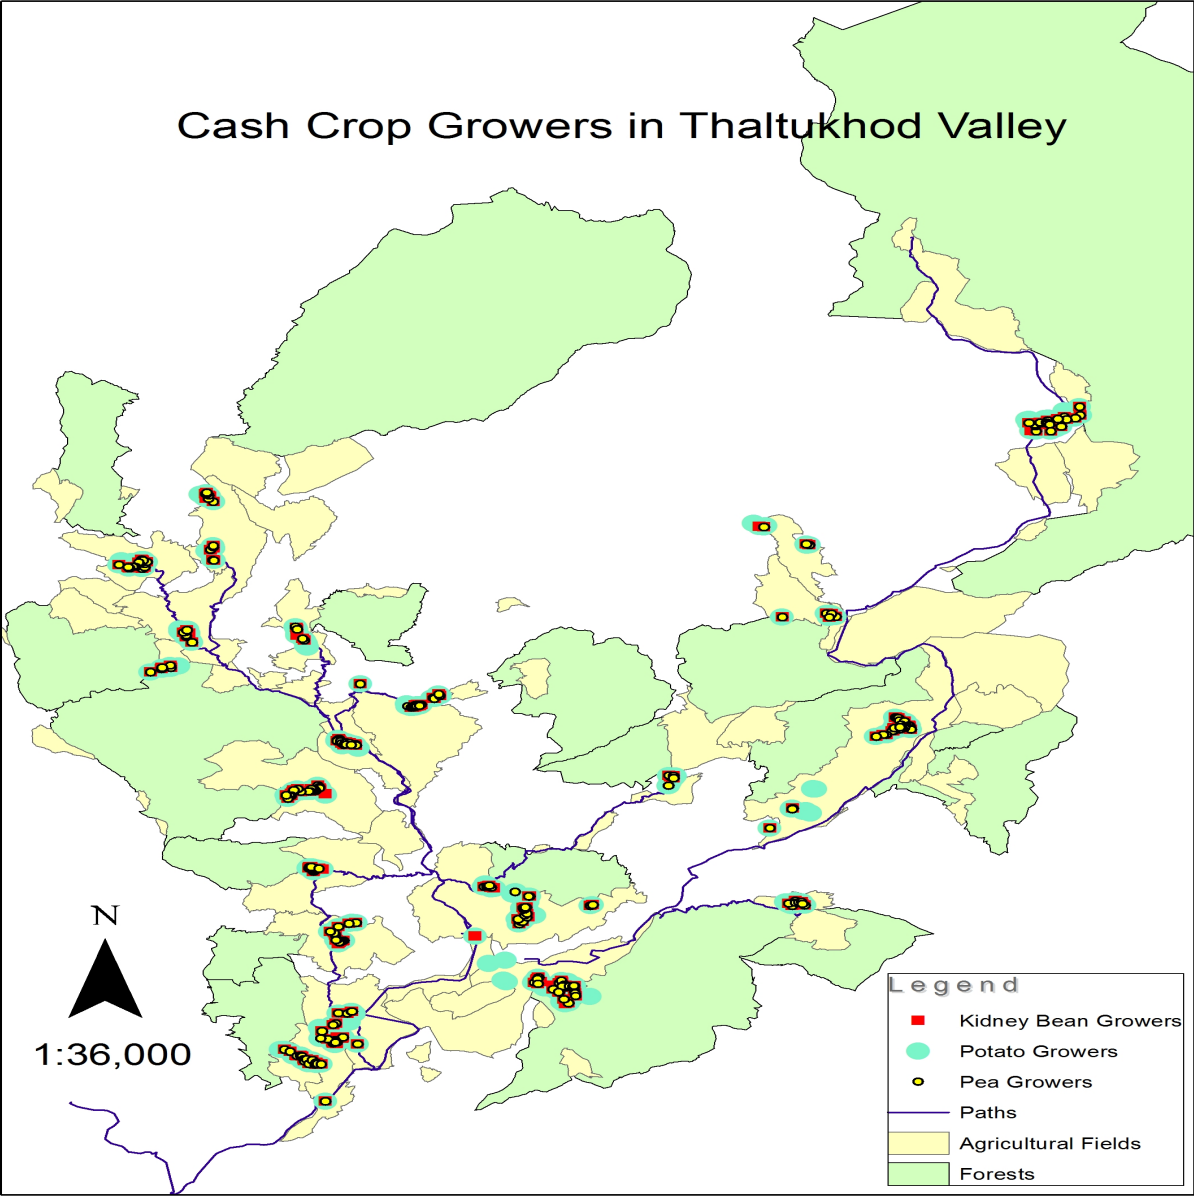 Cash Crop Growers in Thaltukhod Valley
N
1:36,000
Legend
Kidney Bean Growers
Potato Growers
Pea Growers
Paths
Agricultural Fields
Forests